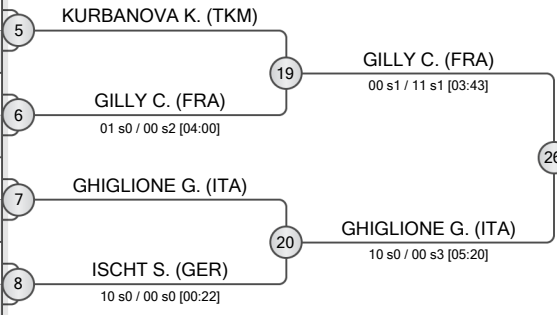 KURBANOVA K. (TKM)
5
19
GILLY C. (FRA)
00 s1 / 11 s1 [03:43]
GILLY C. (FRA)
6
01 s0 / 00 s2 [04:00]
26
GHIGLIONE G. (ITA)
7
20
GHIGLIONE G. (ITA)
10 s0 / 00 s3 [05:20]
ISCHT S. (GER)
8
10 s0 / 00 s0 [00:22]